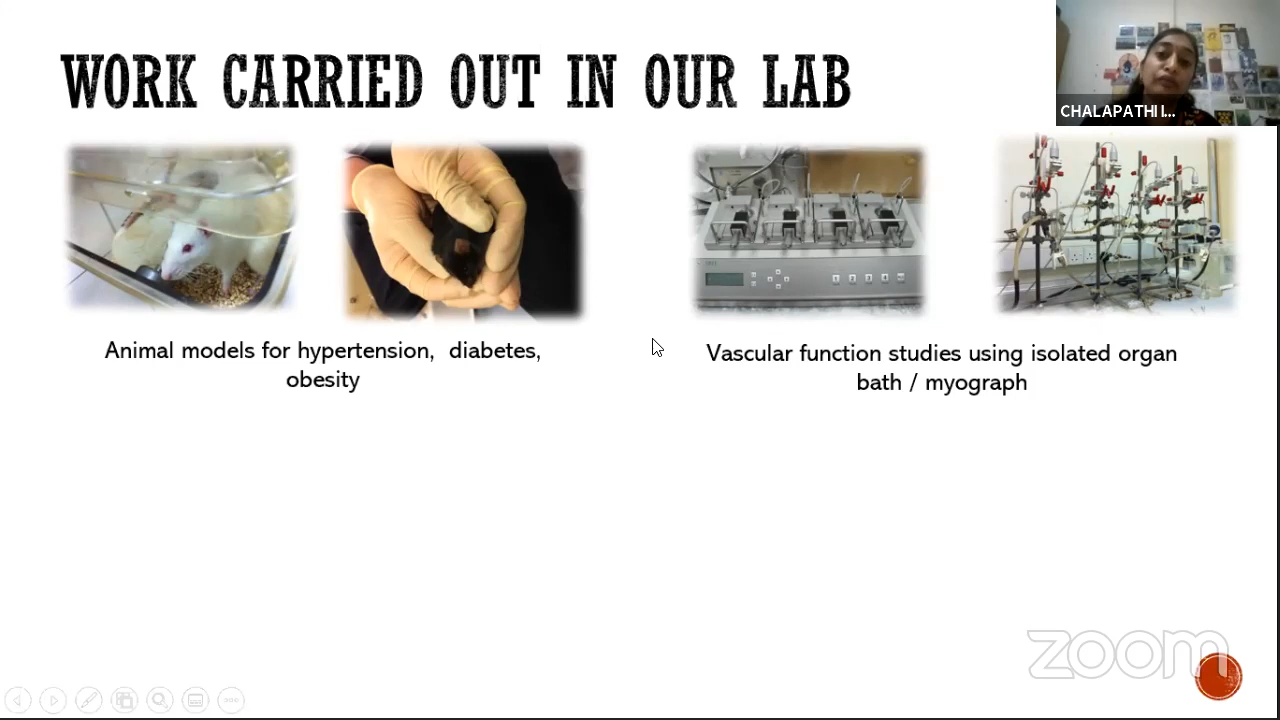 WORK CARRIED OUT IN OUR LAB
CHALAPATHI I...
Animal models for hypertension,  diabetes,
obesity
Vascular function studies using isolated organ
bath / myograph
zoom